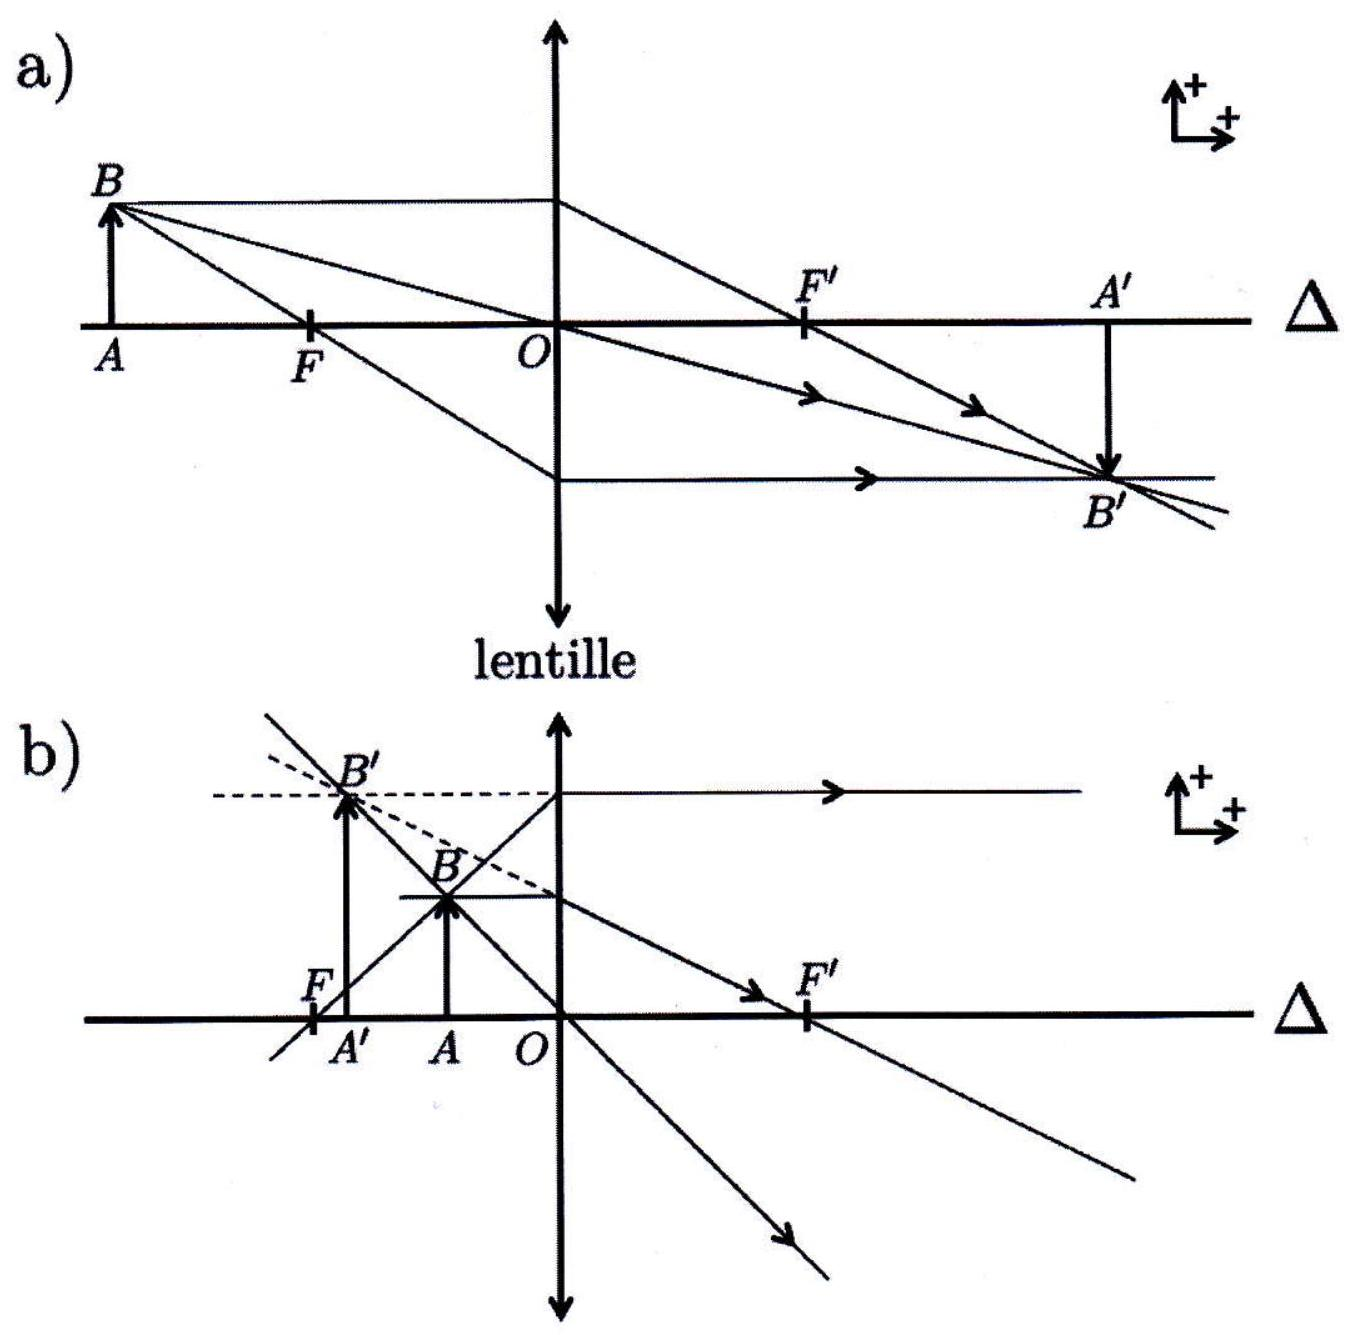 a)
+
+
B
F′
A′
Δ
A
F
O
B′
lentille
b)
B′
+
+
B
F
F′
Δ
A′
A
O